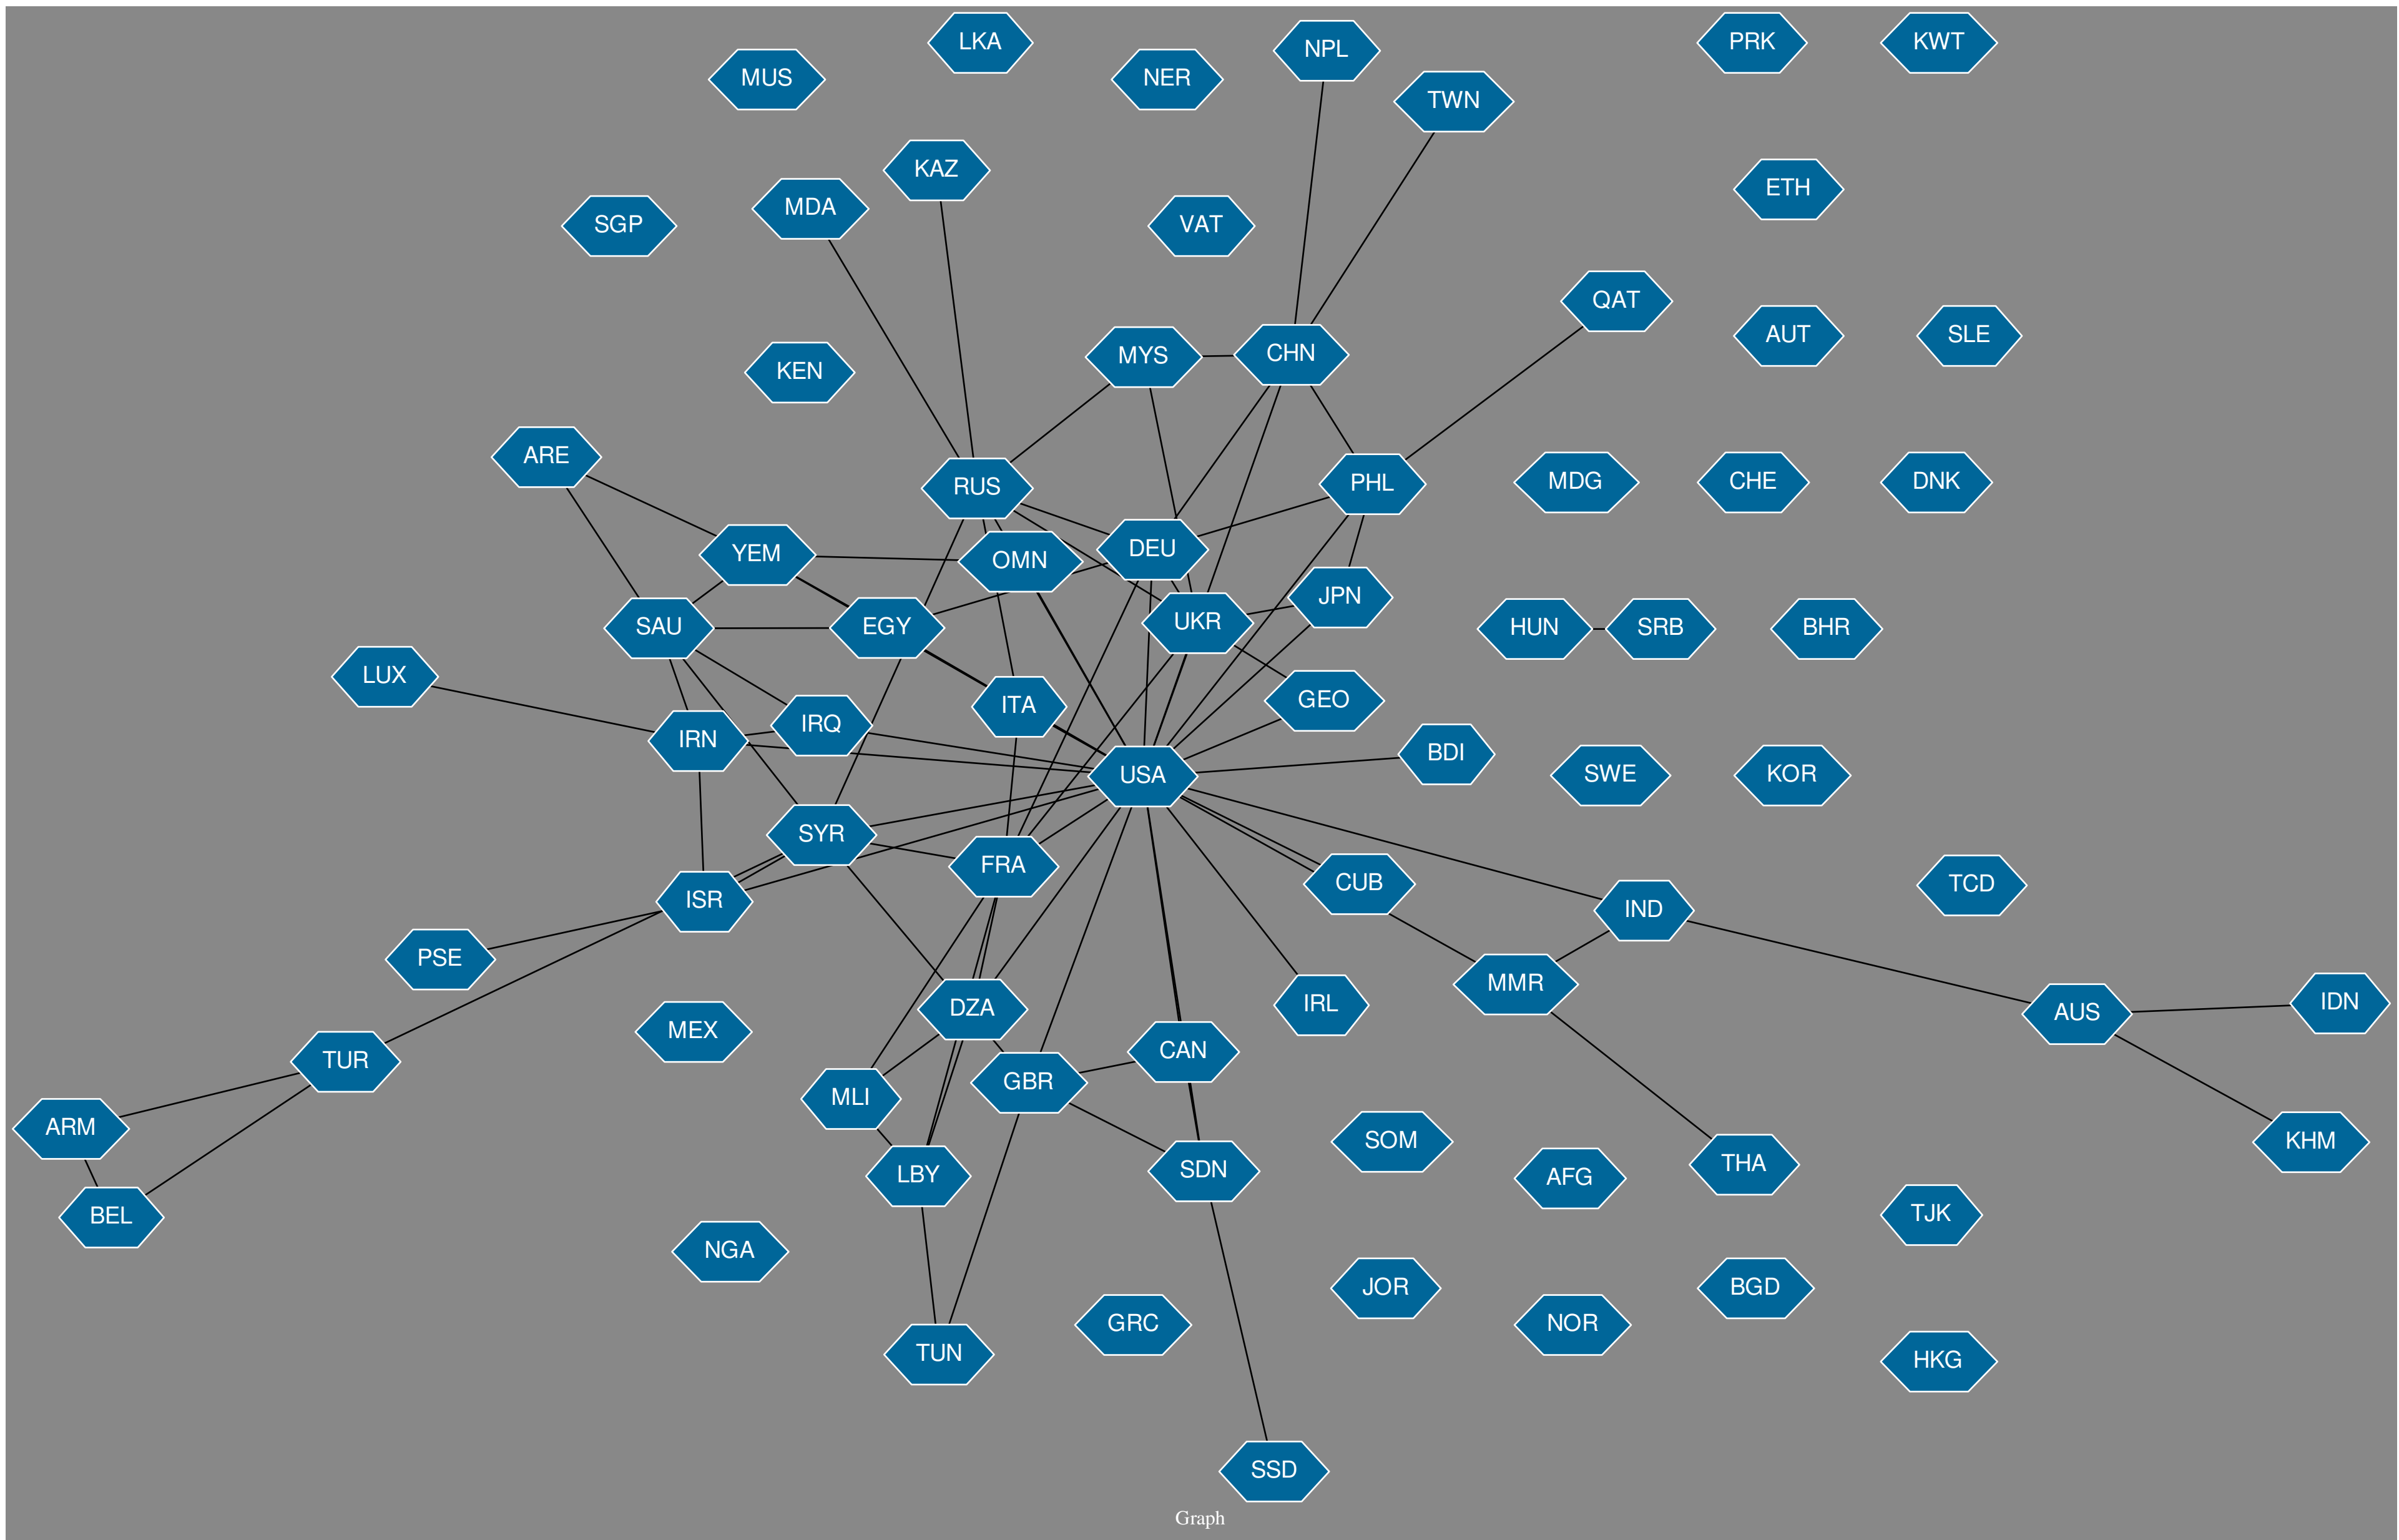 LKA
NPL
PRK
KWT
MUS
NER
TWN
KAZ
ETH
MDA
SGP
VAT
QAT
AUT
SLE
MYS
CHN
KEN
ARE
RUS
PHL
MDG
CHE
DNK
YEM
OMN
DEU
JPN
SAU
EGY
UKR
HUN
SRB
BHR
LUX
ITA
GEO
IRN
IRQ
BDI
USA
SWE
KOR
SYR
FRA
CUB
TCD
ISR
IND
PSE
MMR
DZA
IRL
AUS
IDN
MEX
TUR
CAN
GBR
MLI
ARM
SOM
KHM
LBY
SDN
AFG
THA
BEL
TJK
NGA
JOR
BGD
GRC
NOR
TUN
HKG
SSD
Graph